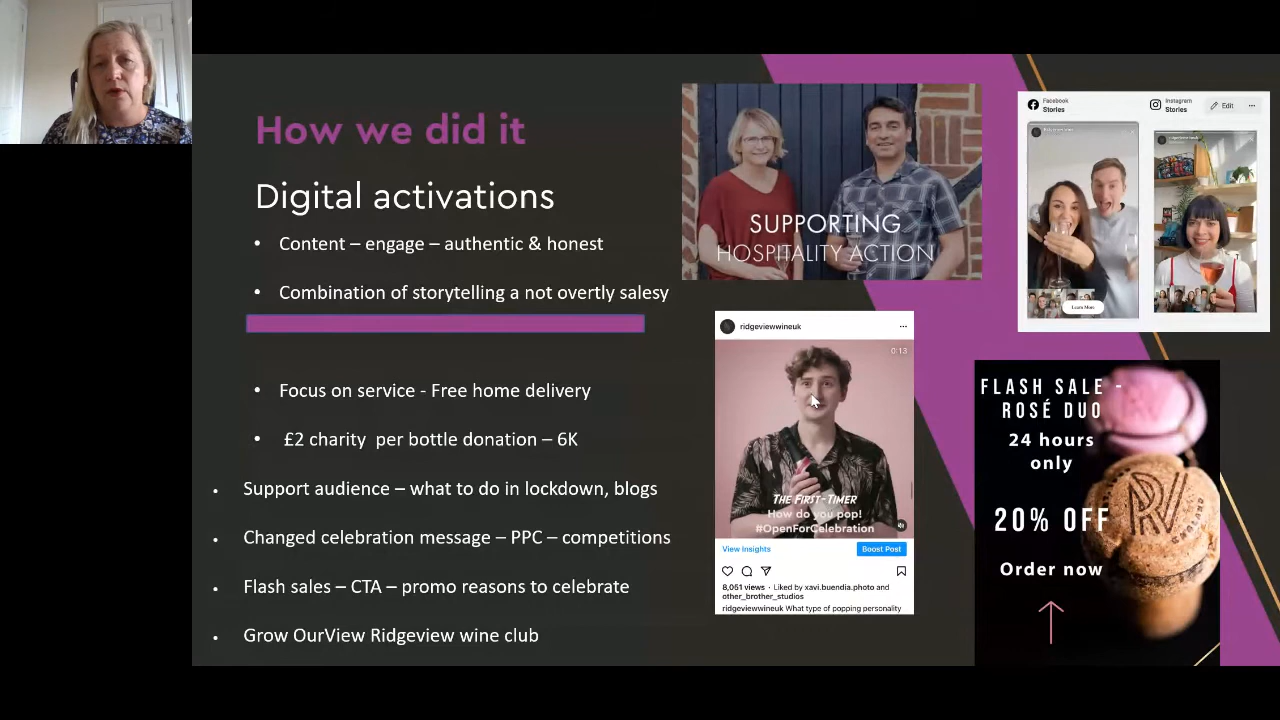 How we did it
Digital activations
• Content – engage – authentic & honest
• Combination of storytelling a not overtly salesy
• Focus on service - Free home delivery
• £2 charity per bottle donation – 6K
• Support audience – what to do in lockdown, blogs
• Changed celebration message – PPC – competitions
• Flash sales – CTA – promo reasons to celebrate
• Grow OurView Ridgeview wine club
SUPPORTING
HOSPITALITY ACTION
Facebook
Stories
Instagram
Stories
Edit
Learn More
ridgeviewwineuk
0:13
THE FIRST-TIMER
How do you pop!
#OpenForCelebration
View Insights
Boost Post
8,051 views · Liked by xavi.buendia.photo and
other_brother_studios
ridgeviewwineuk What type of popping personality
FLASH SALE -
ROSÉ DUO
24 hours
only
20% OFF
Order now